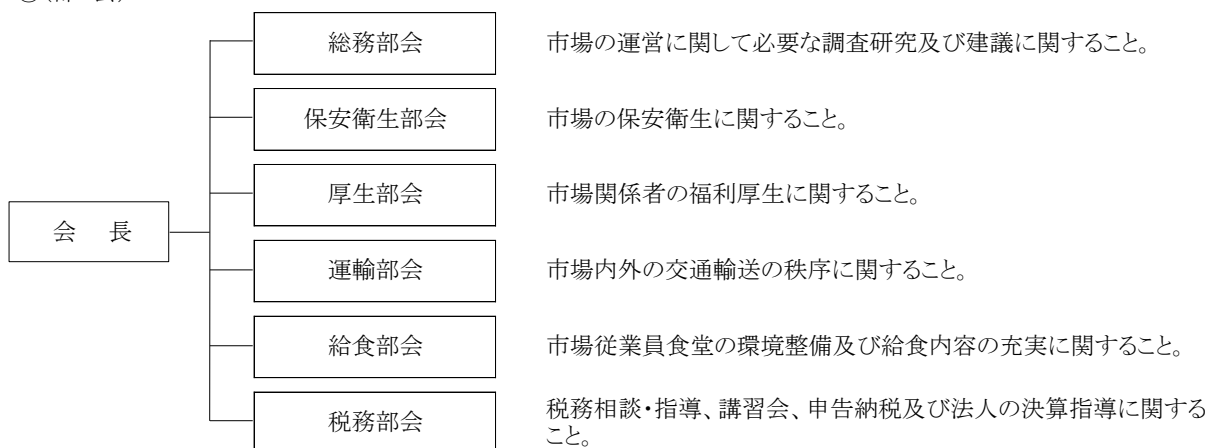 総務部会 市場の運営に関して必要な調査研究及び建議に関すること。
保安衛生部会 市場の保安衛生に関すること。
厚生部会 市場関係者の福利厚生に関すること。
会　長
運輸部会 市場内外の交通輸送の秩序に関すること。
給食部会 市場従業員食堂の環境整備及び給食内容の充実に関すること。
税務部会 税務相談・指導、講習会、申告納税及び法人の決算指導に関する
こと。